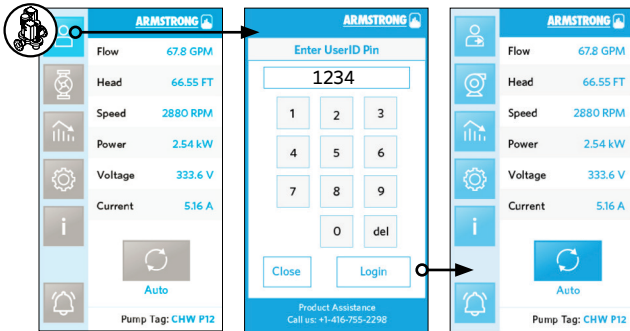 ARMSTRONG
Flow 67.8 GPM
Head 66.55 FT
Speed 2880 RPM
Power 2.54 kW
Voltage 333.6 V
Current 5.16 A
i
Auto
Pump Tag: CHW P12
ARMSTRONG
Enter UserID Pin
1234
1 2 3
4 5 6
7 8 9
0 del
Close Login
Product Assistance
Call us: +1-416-755-2298
ARMSTRONG
Flow 67.8 GPM
Head 66.55 FT
Speed 2880 RPM
Power 2.54 kW
Voltage 333.6 V
Current 5.16 A
i
Auto
Pump Tag: CHW P12